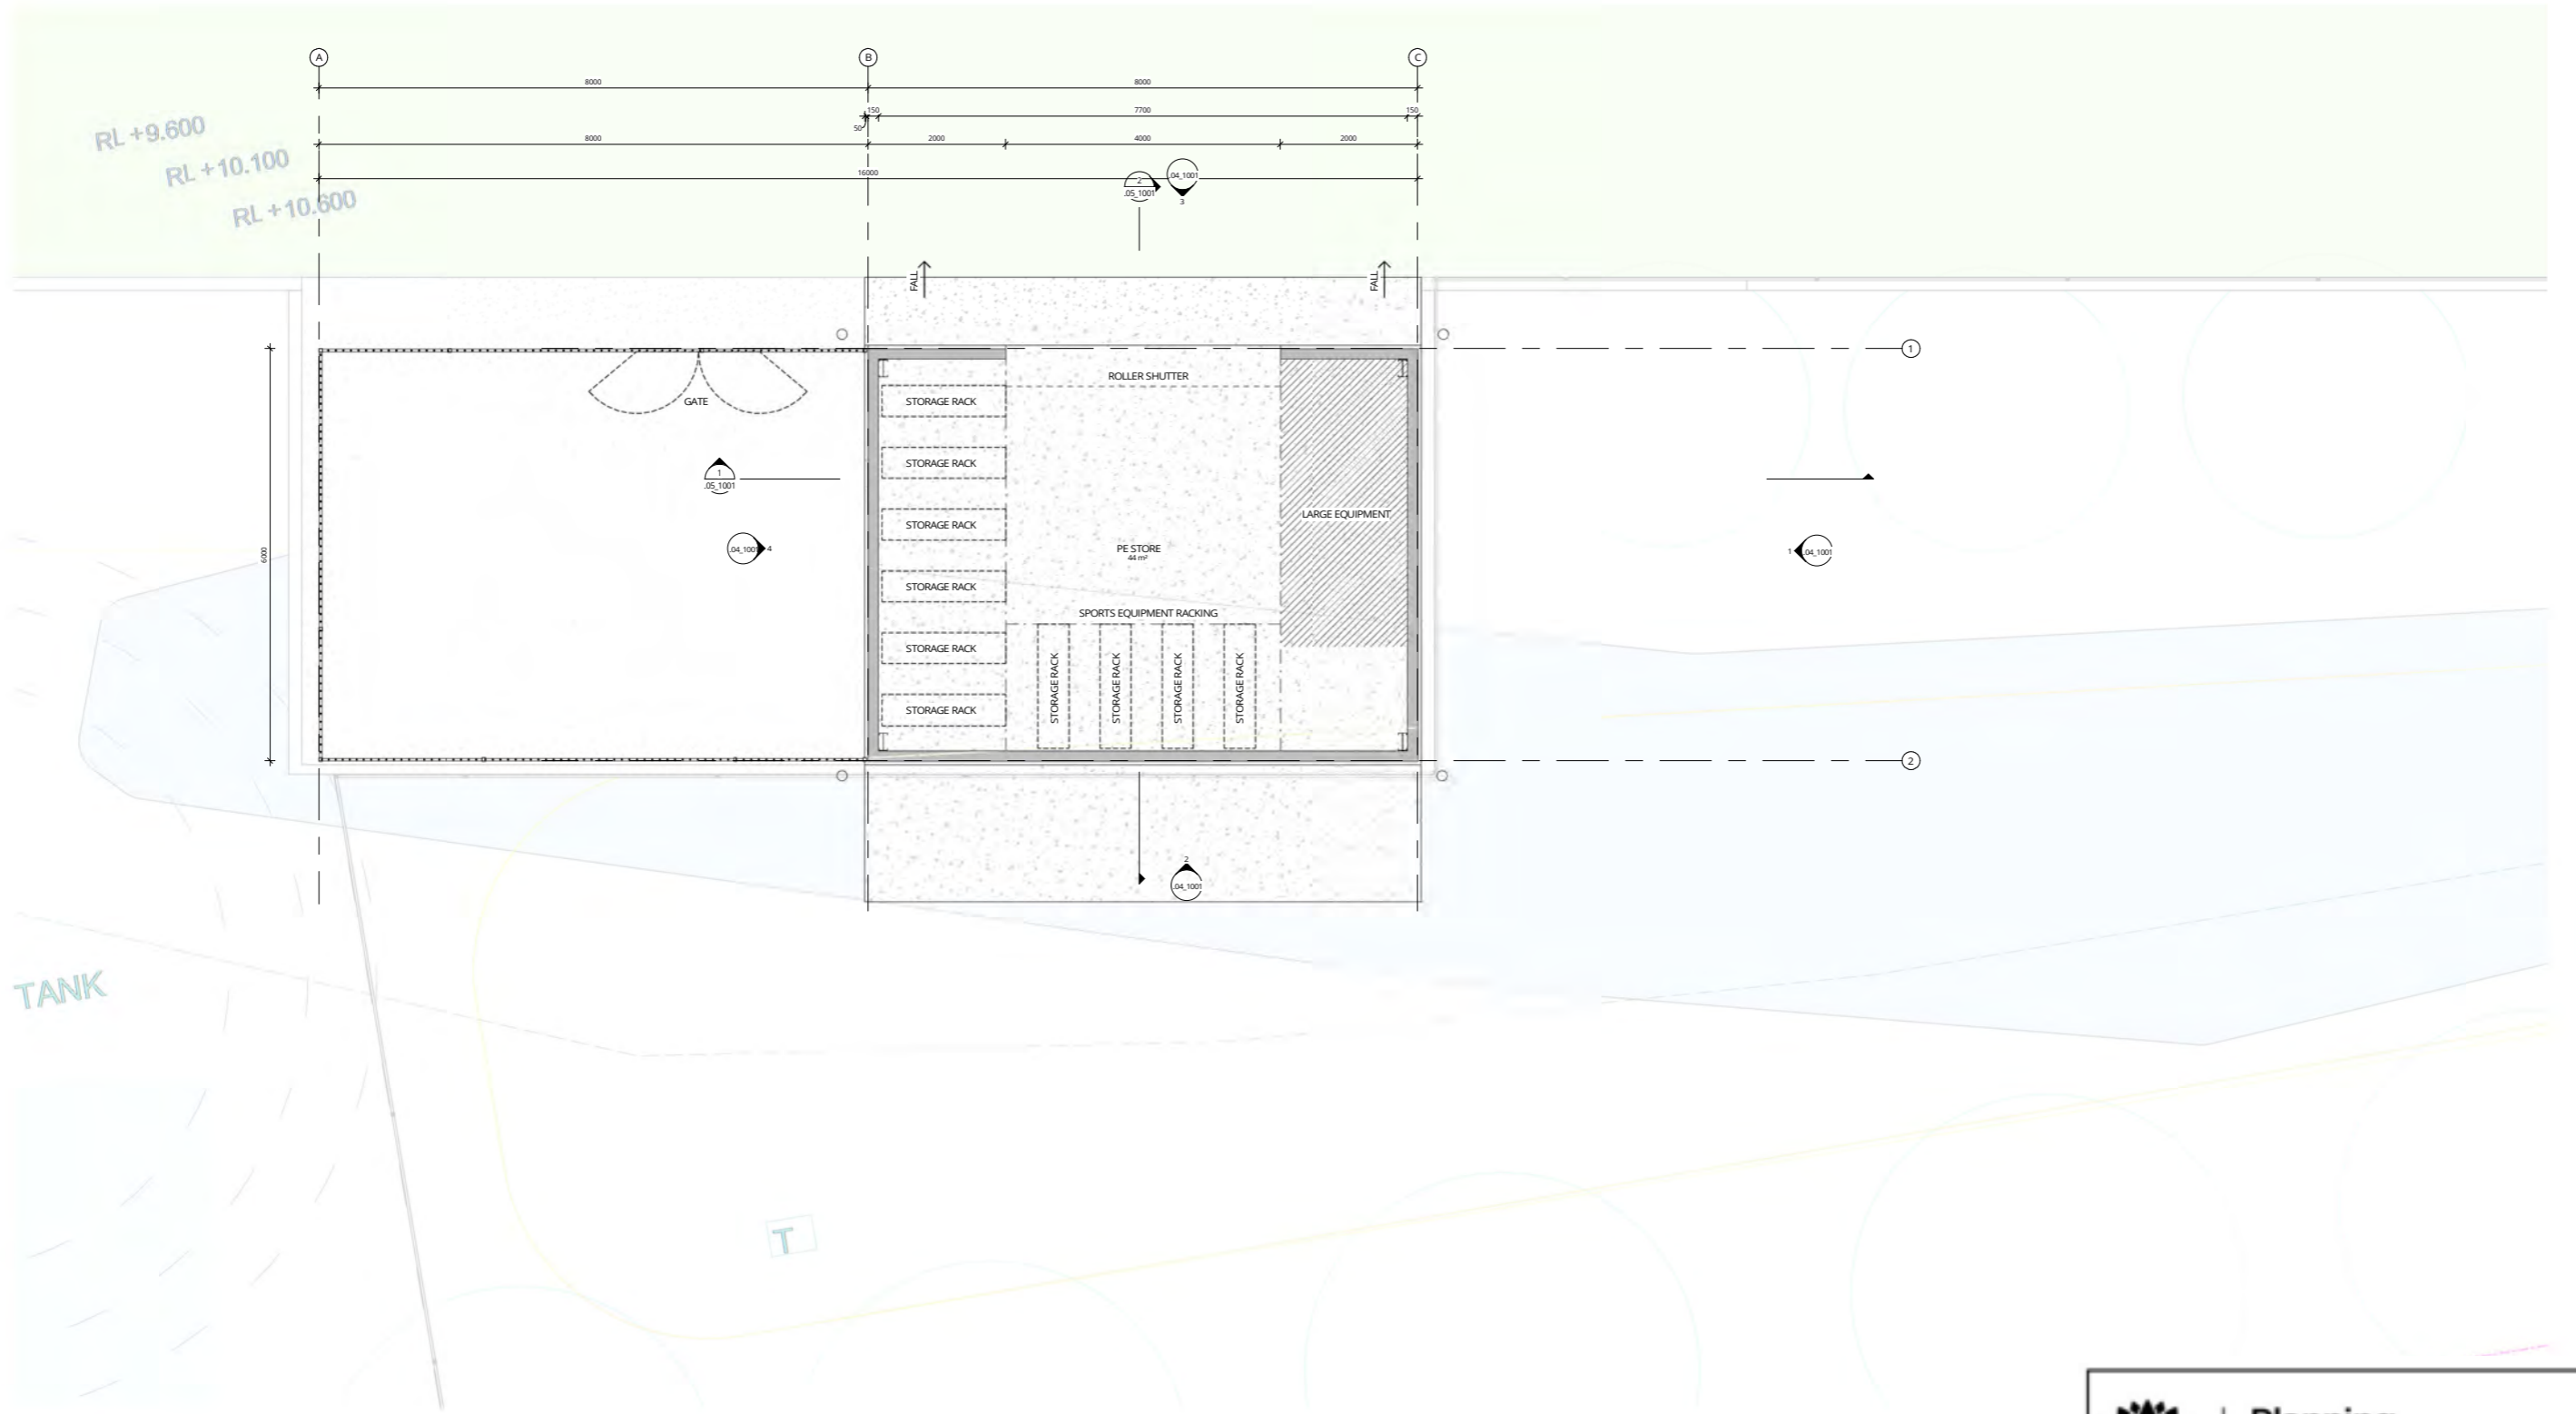 A
B
C
8000
8000
150
7700
150
50
8000
2000
4000
2000
16000
RL +9.600
RL +10.100
RL +10.600
2
.05_1001
.04_1001
3
FALL
FALL
1
ROLLER SHUTTER
GATE
STORAGE RACK
STORAGE RACK
1
.05_1001
STORAGE RACK
LARGE EQUIPMENT
6000
.04_1001
4
PE STORE
44 m²
1
.04_1001
STORAGE RACK
SPORTS EQUIPMENT RACKING
STORAGE RACK
STORAGE RACK
STORAGE RACK
STORAGE RACK
STORAGE RACK
STORAGE RACK
2
2
.04_1001
TANK
T